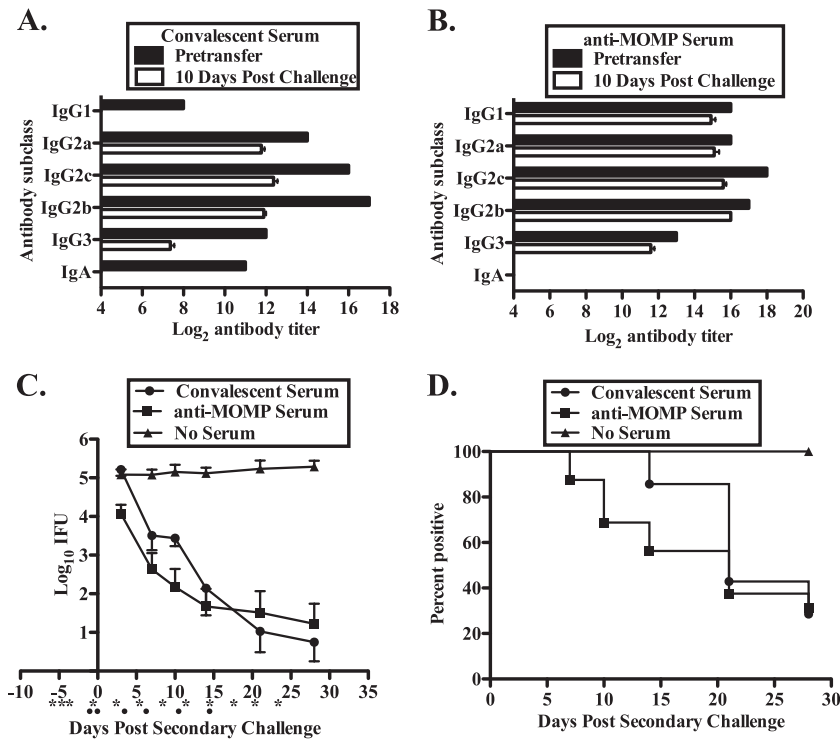 A.
Convalescent Serum
Pretransfer
10 Days Post Challenge
Antibody subclass
IgG1
IgG2a
IgG2c
IgG2b
IgG3
IgA
4 6 8 10 12 14 16 18
Log2 antibody titer
B.
anti-MOMP Serum
Pretransfer
10 Days Post Challenge
Antibody subclass
IgG1
IgG2a
IgG2c
IgG2b
IgG3
IgA
4 6 8 10 12 14 16 18 20
Log2 antibody titer
C.
Convalescent Serum
anti-MOMP Serum
No Serum
Log10 IFU
6
5
4
3
2
1
-10 -5 0 5 10 15 20 25 30 35
Days Post Secondary Challenge
D.
Convalescent Serum
anti-MOMP Serum
No Serum
Percent positive
100
80
60
40
20
0
0 5 10 15 20 25 30
Days Post Secondary Challenge